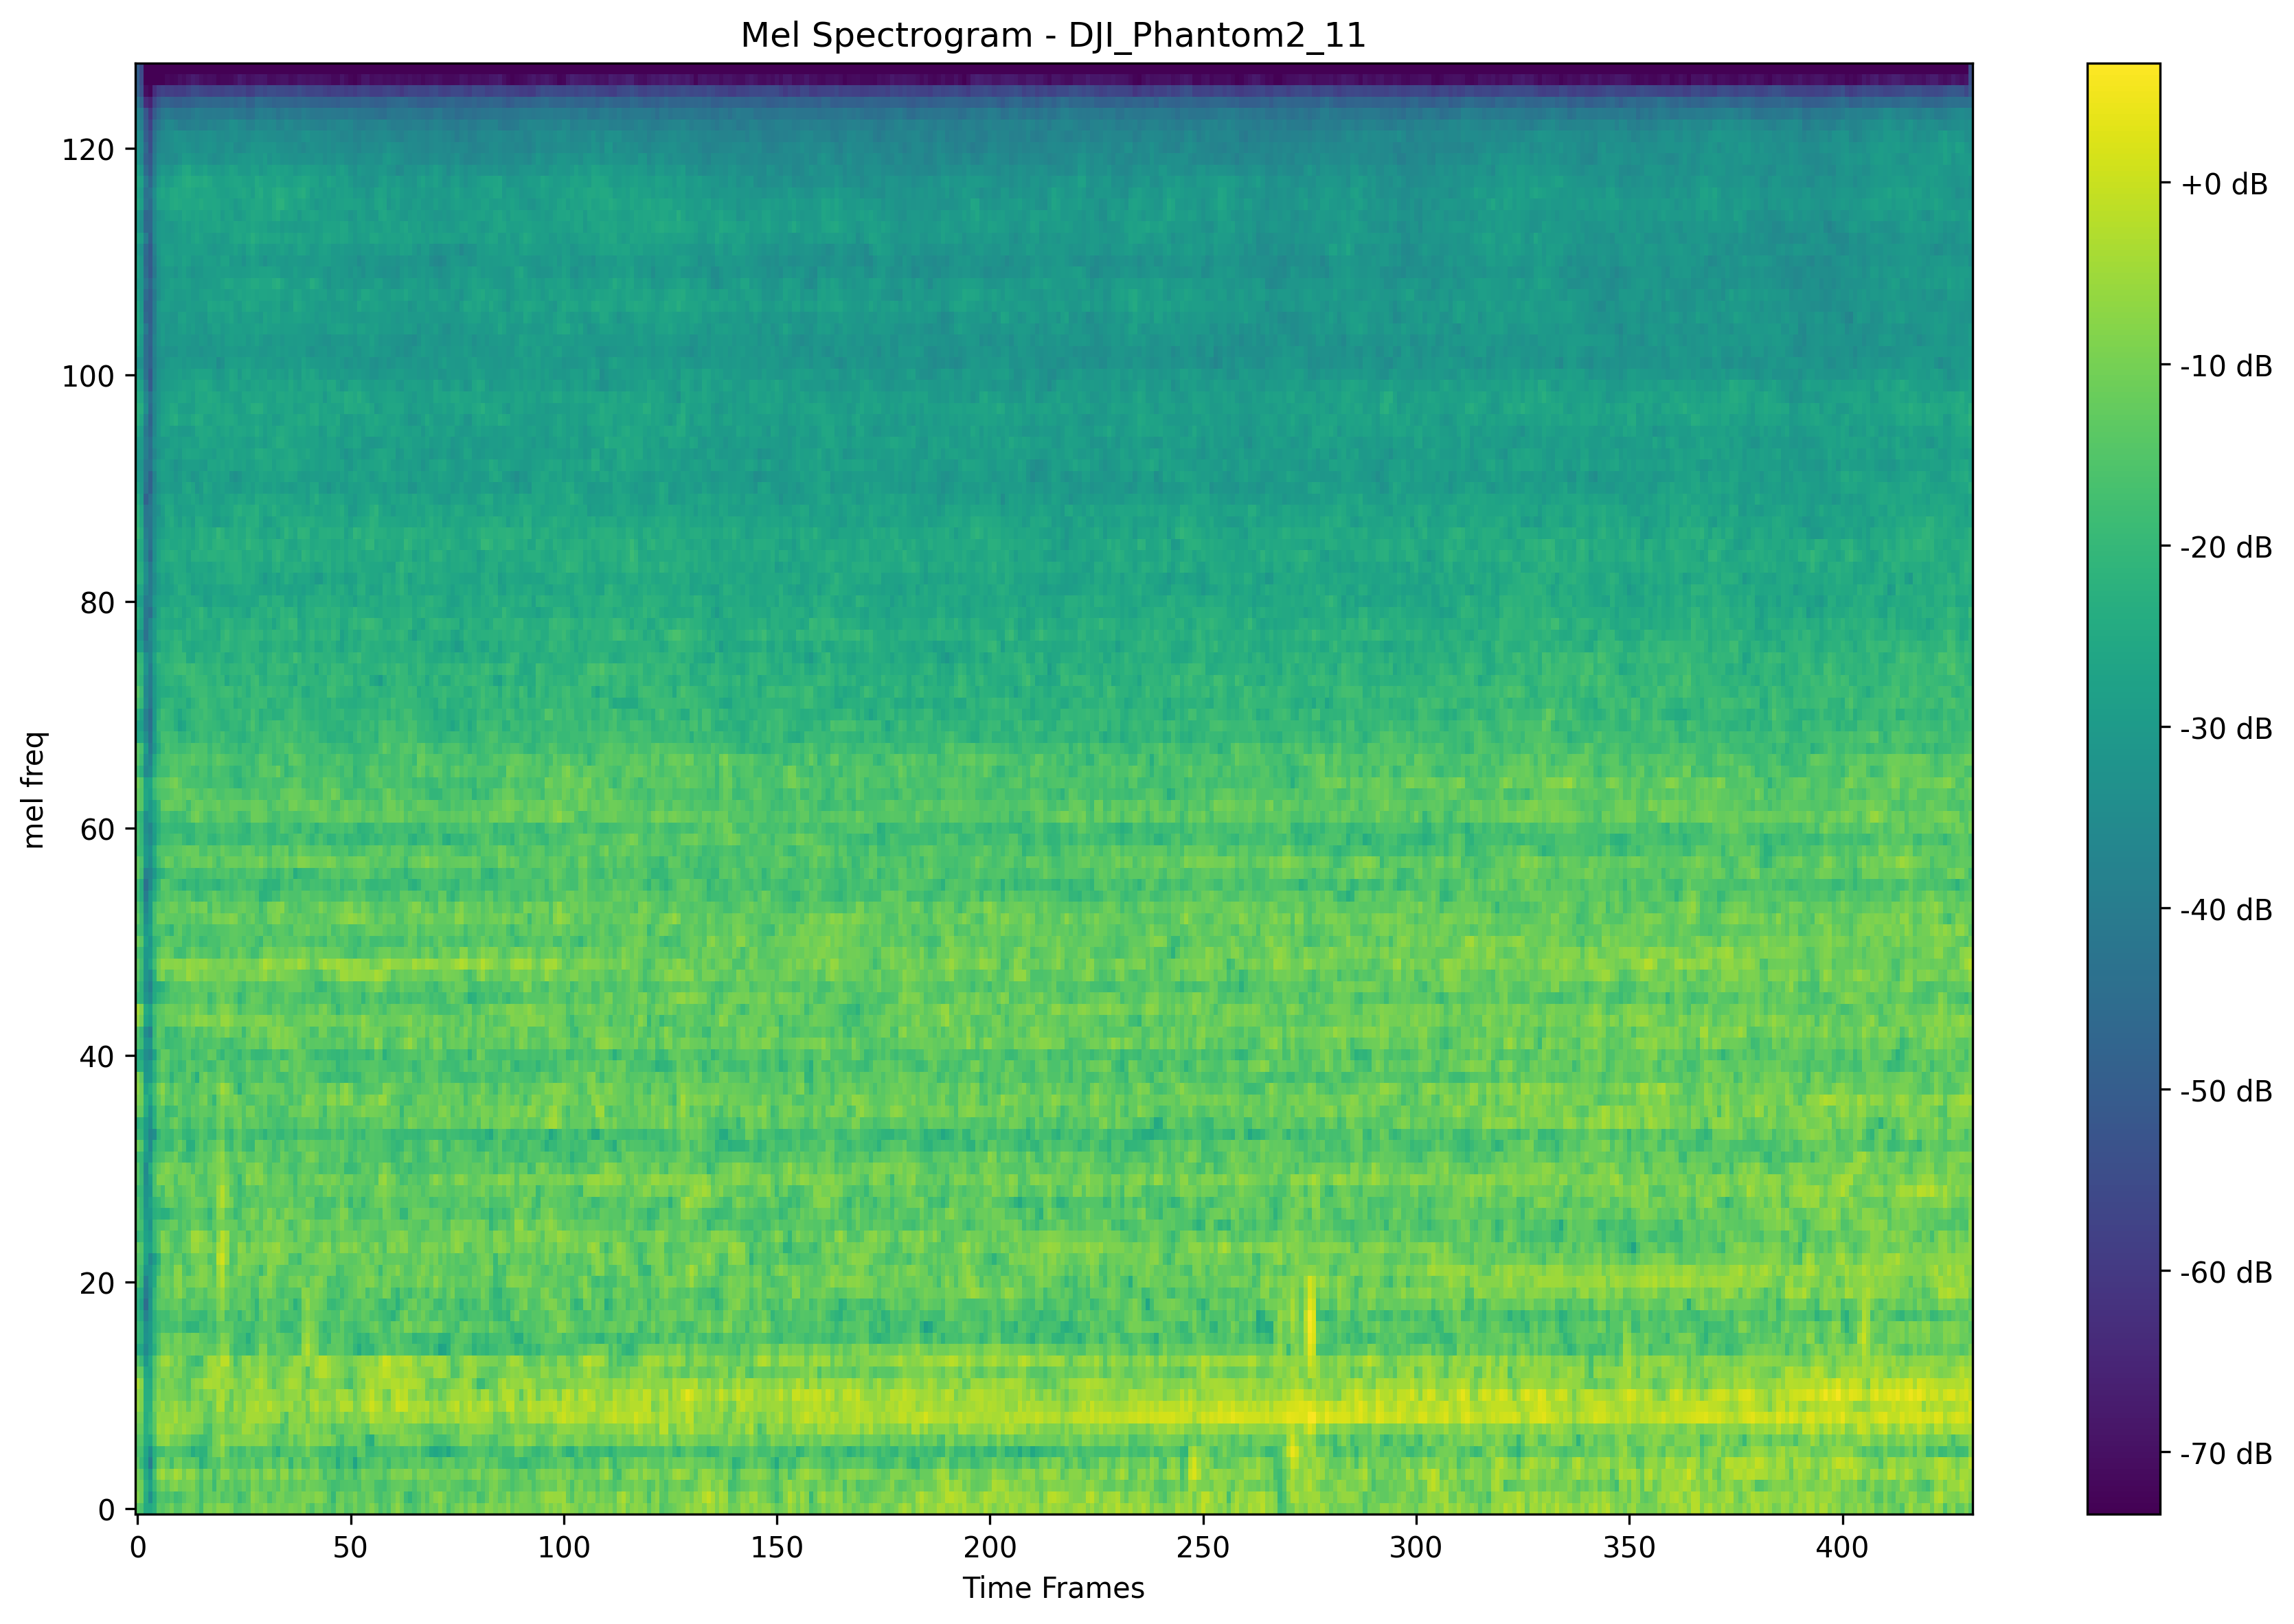 Mel Spectrogram - DJI_Phantom2_11
mel freq
120
100
80
60
40
20
0
0 50 100 150 200 250 300 350 400
Time Frames
+0 dB
-10 dB
-20 dB
-30 dB
-40 dB
-50 dB
-60 dB
-70 dB